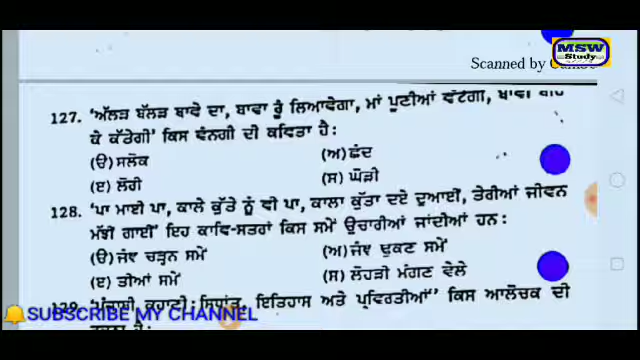 MSW
Study
Scanned by
127. 'ਅੱਲੜ ਬੱਲੜ ਬਾਵੇ ਦਾ, ਬਾਵਾ ਰੂੰ ਲਿਆਵੇਗਾ, ਮਾਂ ਪੂਣੀਆਂ ਵੱਟੇਗੀ,
ਕੇ ਕੱਤੇਗੀ' ਕਿਸ ਵੰਨਗੀ ਦੀ ਕਵਿਤਾ ਹੈ:
(ੳ) ਸਲੋਕ (ਅ) ਛੰਦ
(ੲ) ਲੋਰੀ (ਸ) ਘੋੜੀ
128. 'ਪਾ ਮਾਈ ਪਾ, ਕਾਲੇ ਕੁੱਤੇ ਨੂੰ ਵੀ ਪਾ, ਕਾਲਾ ਕੁੱਤਾ ਦਏ ਦੁਆਈਂ, ਤੇਰੀਆਂ ਜੀਵਨ
ਮੱਝੀ ਗਾਈਂ' ਇਹ ਕਾਵਿ-ਸਤਰਾਂ ਕਿਸ ਸਮੇਂ ਉਚਾਰੀਆਂ ਜਾਂਦੀਆਂ ਹਨ:
(ੳ) ਜੰਞ ਚੜ੍ਹਨ ਸਮੇਂ (ਅ) ਜੰਞ ਢੁਕਣ ਸਮੇਂ
(ੲ) ਤੀਆਂ ਸਮੇਂ (ਸ) ਲੋਹੜੀ ਮੰਗਣ ਵੇਲੇ
129. 'ਪੰਜਾਬੀ ਕਹਾਣੀ: ਸਿਧਾਂਤ, ਇਤਿਹਾਸ ਅਤੇ ਪ੍ਰਵਿਰਤੀਆਂ'' ਕਿਸ ਆਲੋਚਕ ਦੀ
SUBSCRIBE MY CHANNEL